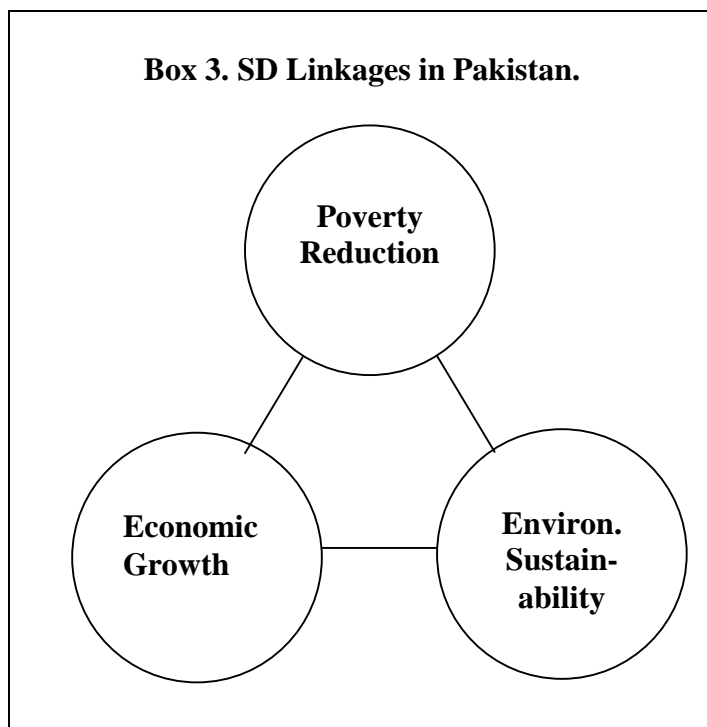 Box 3. SD Linkages in Pakistan.
Poverty
Reduction
Economic
Growth
Environ.
Sustain-
ability